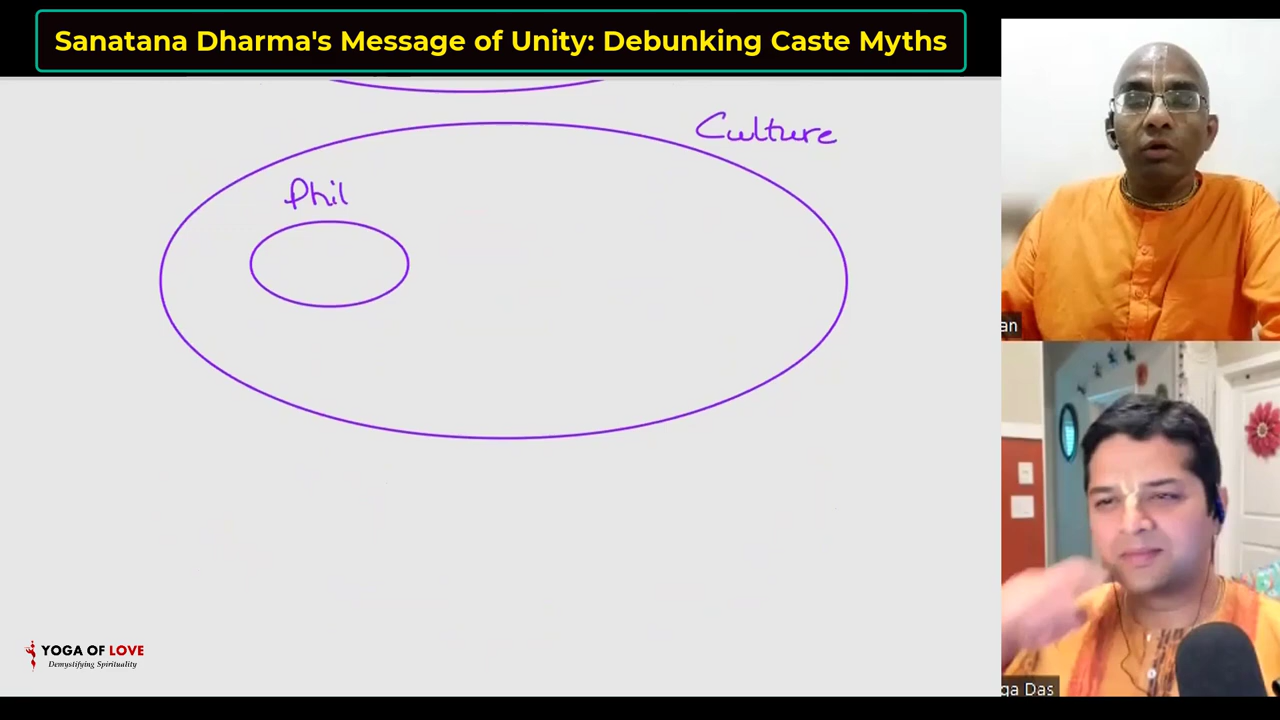 Sanatana Dharma's Message of Unity: Debunking Caste Myths
Culture
Phil
an
ga Das
YOGA OF LOVE
Demystifying Spirituality